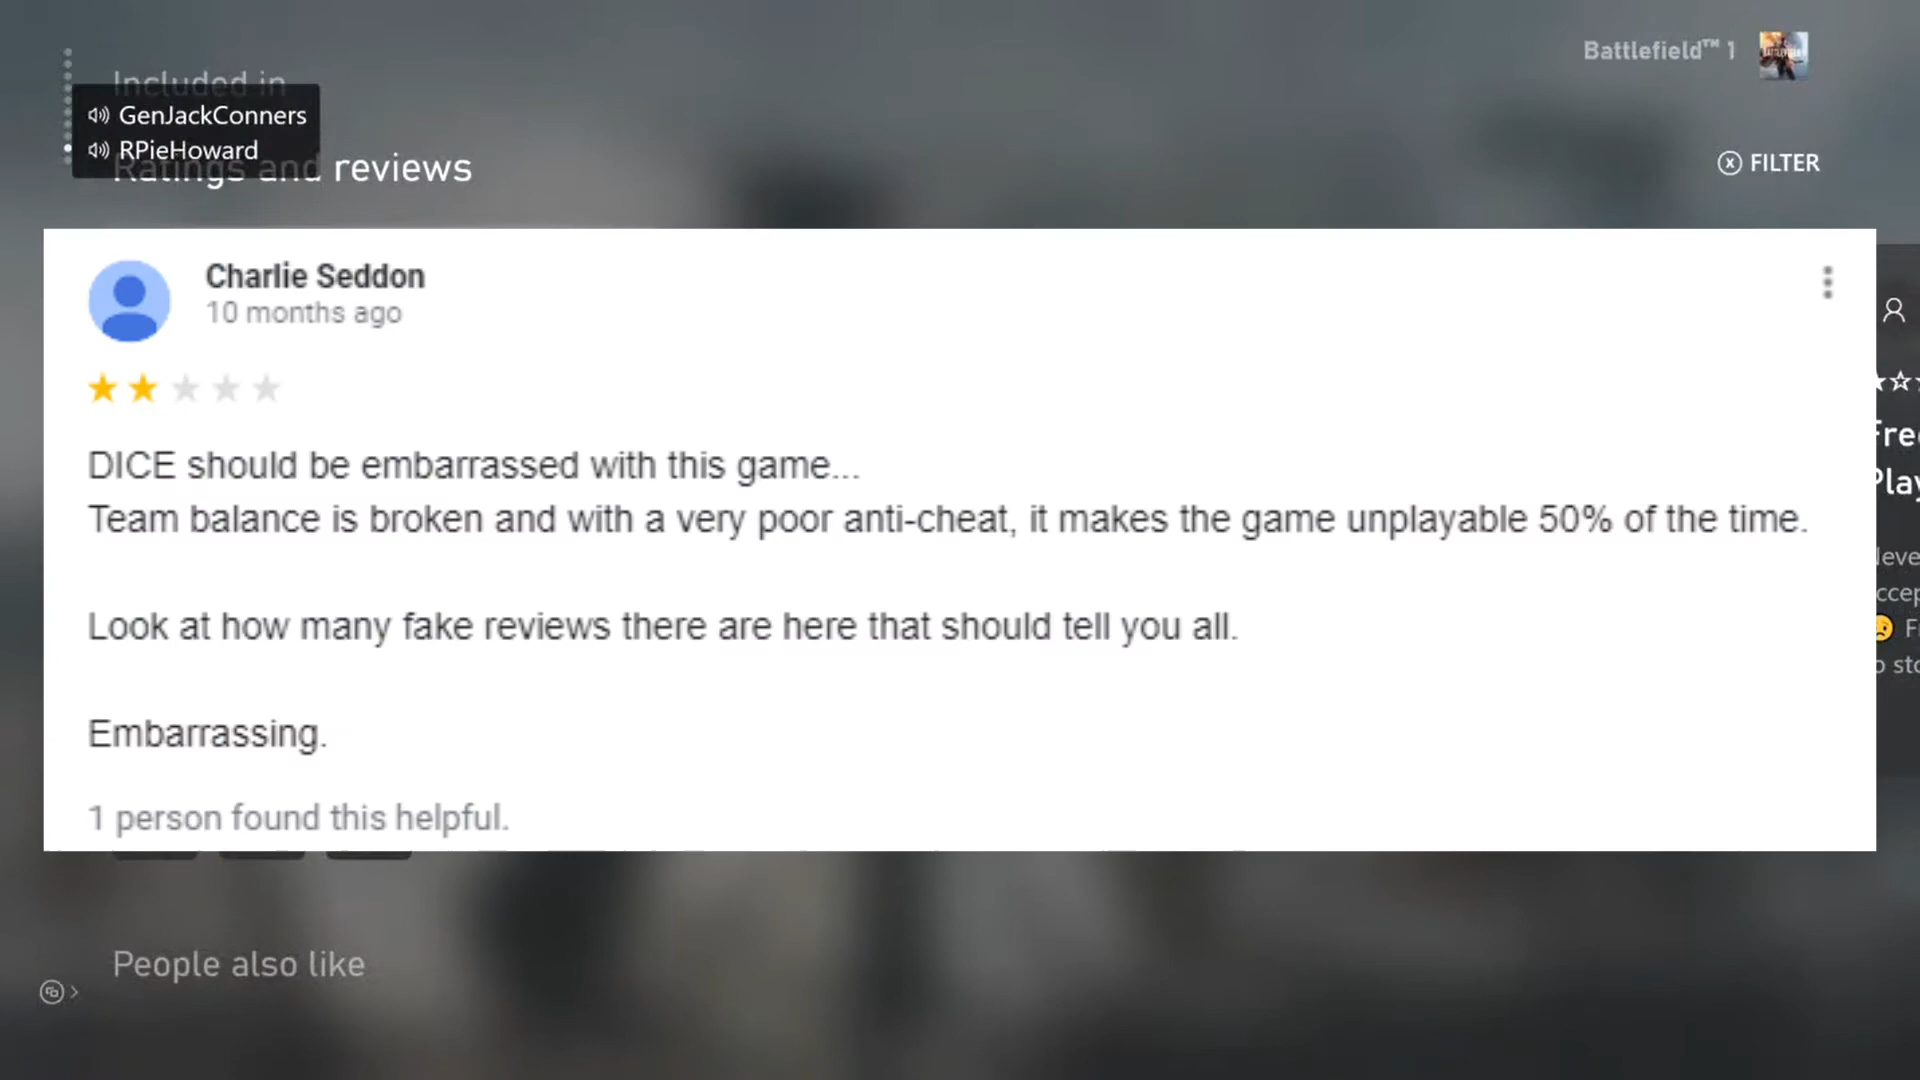 Included in
Battlefield™ 1
GenJackConners
RPieHoward
Ratings and reviews
FILTER
Charlie Seddon
10 months ago
DICE should be embarrassed with this game...
Team balance is broken and with a very poor anti-cheat, it makes the game unplayable 50% of the time.
Look at how many fake reviews there are here that should tell you all.
Embarrassing.
1 person found this helpful.
People also like